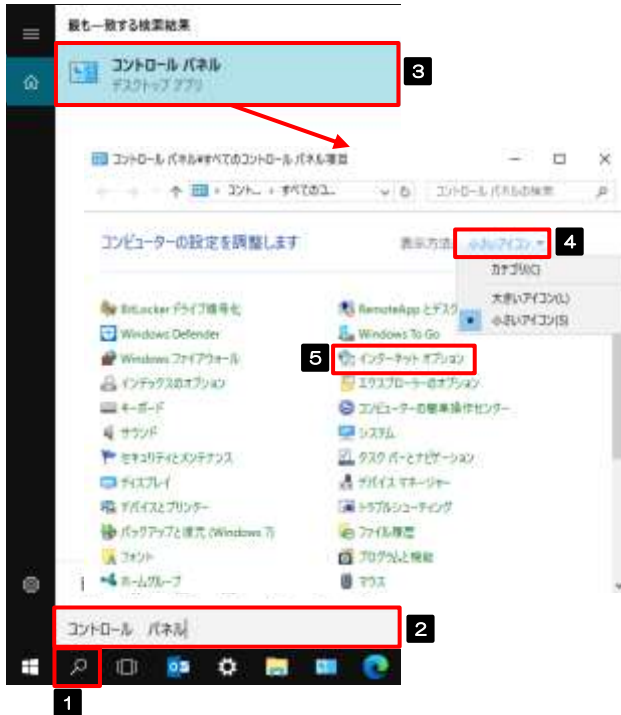 最も一致する検索結果
コントロール パネル
デスクトップ アプリ
3
コントロール パネル¥すべてのコントロール パネル項目
コント... › すべてのコ...
コントロール パネルの検索
コンピューターの設定を調整します
表示方法:
小さいアイコン
4
カテゴリ(C)
大きいアイコン(L)
小さいアイコン(S)
BitLocker ドライブ暗号化
RemoteApp とデスク
Windows Defender
Windows To Go
Windows ファイアウォール
5
インターネット オプション
インデックスのオプション
エクスプローラーのオプション
キーボード
コンピューターの簡単操作センター
サウンド
システム
セキュリティとメンテナンス
タスク バーとナビゲーション
ディスプレイ
デバイス マネージャー
デバイスとプリンター
トラブルシューティング
バックアップと復元 (Windows 7)
ファイル履歴
フォント
プログラムと機能
ホームグループ
マウス
コントロール　パネル
2
1